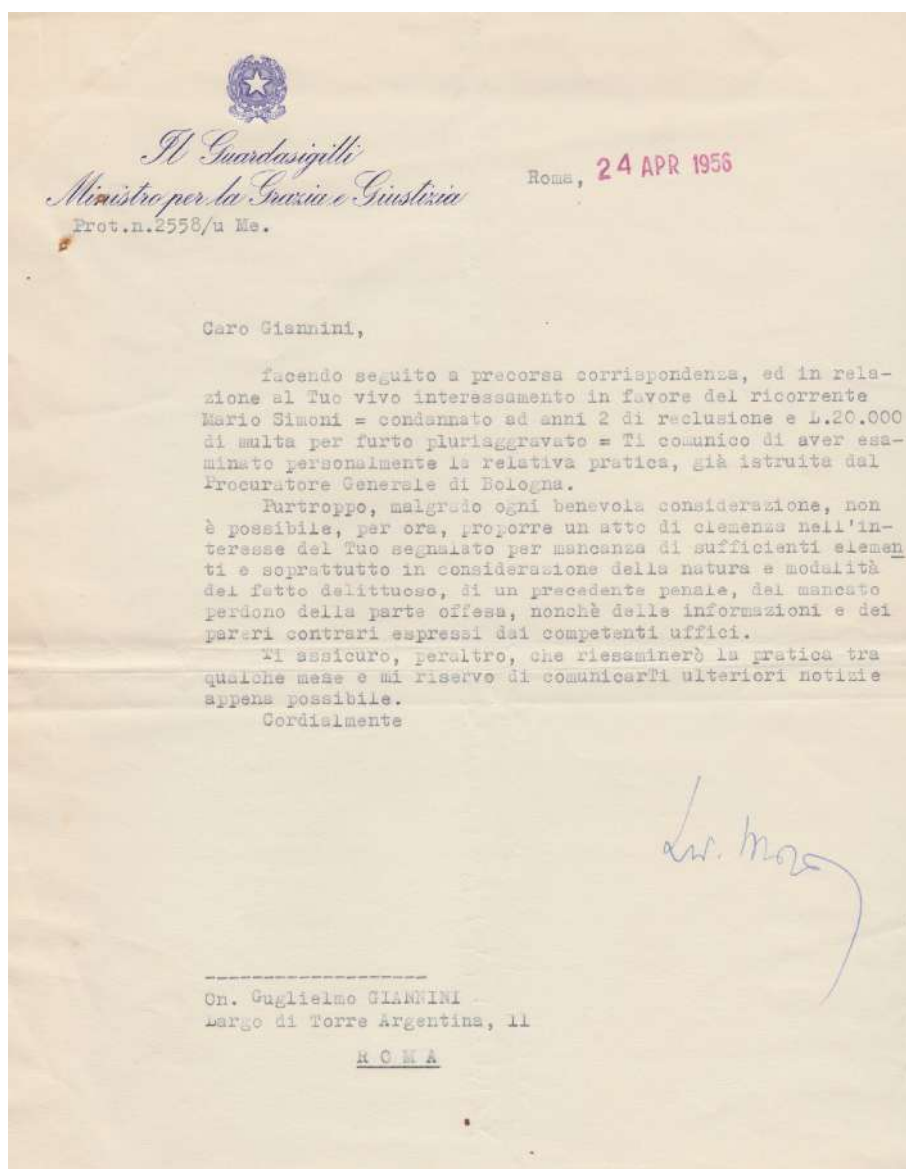 Il Guardasigilli
Ministro per la Grazia e Giustizia
Prot.n.2558/u Me.
Roma, 24 APR 1956
Caro Giannini,
facendo seguito a precorsa corrispondenza, ed in rela-
zione al Tuo vivo interessamento in favore del ricorrente
Mario Simoni = condannato ad anni 2 di reclusione e L.20.000
di multa per furto pluriaggravato = Ti comunico di aver esa-
minato personalmente la relativa pratica, già istruita dal
Procuratore Generale di Bologna.
Purtroppo, malgrado ogni benevola considerazione, non
è possibile, per ora, proporre un atto di clemenza nell'in-
teresse del Tuo segnalato per mancanza di sufficienti elemen
ti e soprattutto in considerazione della natura e modalità
del fatto delittuoso, di un precedente penale, del mancato
perdono della parte offesa, nonchè delle informazioni e dei
pareri contrari espressi dai competenti uffici.
Ti assicuro, peraltro, che riesaminerò la pratica tra
qualche mese e mi riservo di comunicarTi ulteriori notizie
appena possibile.
Cordialmente
On. Guglielmo GIANNINI
Largo di Torre Argentina, 11
ROMA